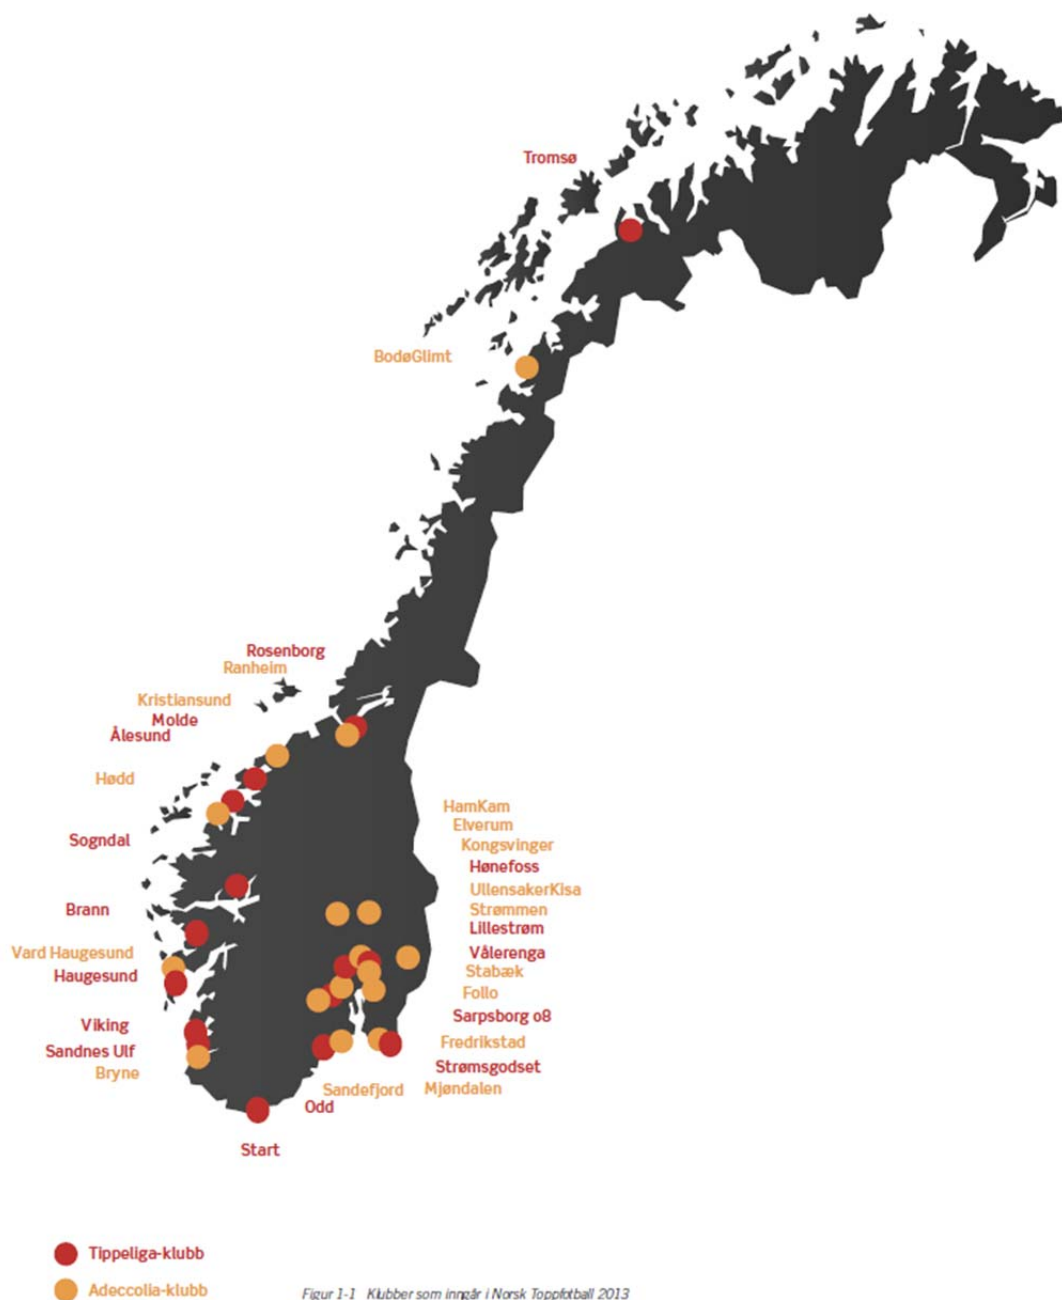 Tromsø
BodøGlimt
Rosenborg
Ranheim
Kristiansund
Molde
Ålesund
Hødd
Sogndal
Brann
Vard Haugesund
Haugesund
Viking
Sandnes Ulf
Bryne
HamKam
Elverum
Kongsvinger
Hønefoss
UllensakerKisa
Strømmen
Lillestrøm
Vålerenga
Stabæk
Follo
Sarpsborg o8
Fredrikstad
Strømsgodset
Mjøndalen
Sandefjord
Odd
Start
Tippeliga-klubb
Adeccolia-klubb
Figur 1-1 Klubber som inngår i Norsk Toppfotball 2013